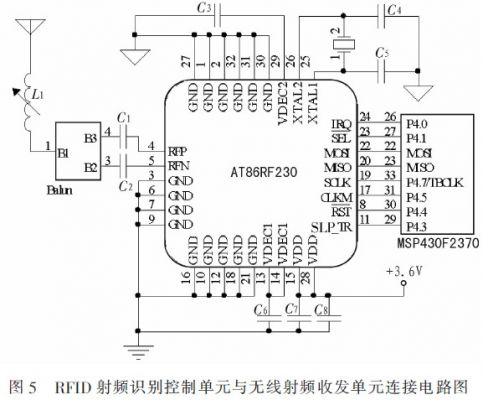 C3
C4
27 1 2 32 31 30 29 26 25
2 1
C5
GND GND GND GND GND GND VDEC2 XTAL2 XTAL1
L1
C1
1 B1 B3 4
B2 3
Balun
C2
4 RFP
5 RFN
3 GND
6 GND
7 GND
9 GND
AT86RF230
IRQ 24 26 P4.0
SEL 23 27 P4.1
MOSI 22 22 MOSI
MISO 20 23 MISO
SCLK 19 31 P4.7/TBCLK
CLKM 17 33 P4.5
RST 8 30 P4.4
SLP_TR 11 29 P4.3
MSP430F2370
GND GND GND GND GND VDEC1 VDEC1 VDD VDD
16 10 12 18 21 13 14 15 28
+3.6V
C6 C7 C8
图 5 RFID 射频识别控制单元与无线射频收发单元连接电路图